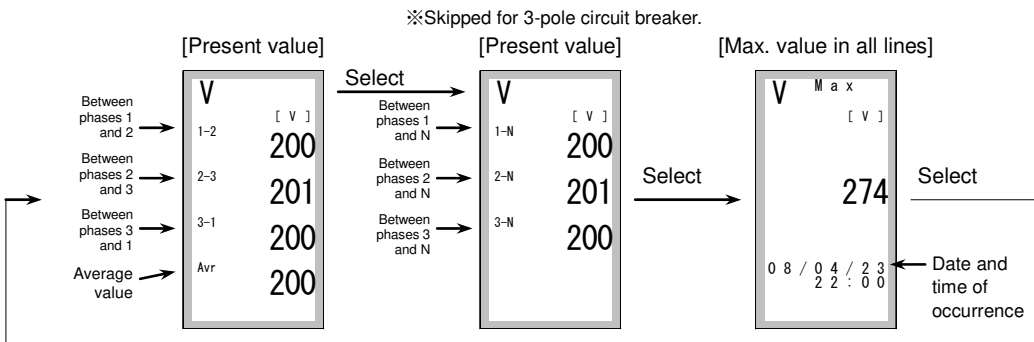 ※Skipped for 3-pole circuit breaker.
[Present value]
Select
[Present value]
[Max. value in all lines]
Between
phases 1
and 2
Between
phases 2
and 3
Between
phases 3
and 1
Average
value
V
[ V ]
1-2
200
2-3
201
3-1
200
Avr
200
Between
phases 1
and N
Between
phases 2
and N
Between
phases 3
and N
V
[ V ]
1-N
200
2-N
201
3-N
200
Select
V Max
[ V ]
274
08/04/23
22:00
Select
Date and
time of
occurrence